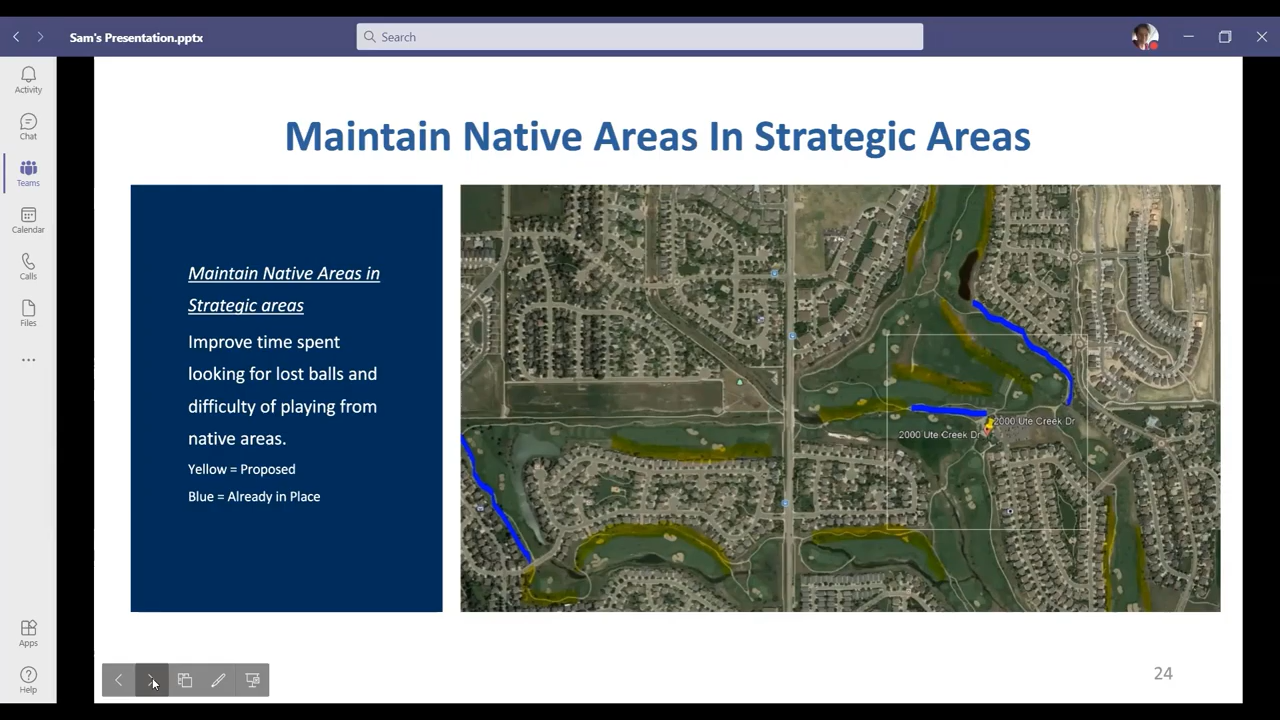 Sam's Presentation.pptx
Search
Activity
Chat
Teams
Calendar
Calls
Files
Apps
Help
Maintain Native Areas In Strategic Areas
Maintain Native Areas in
Strategic areas
Improve time spent
looking for lost balls and
difficulty of playing from
native areas.
Yellow = Proposed
Blue = Already in Place
2000 Ute Creek Dr
2000 Ute Creek Dr
24